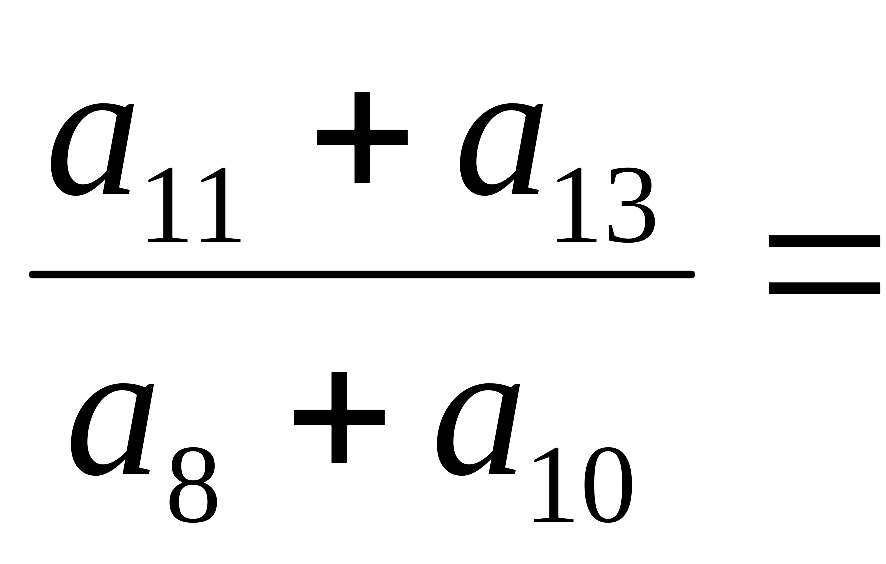 a₁₁ + a₁₃
a₈ + a₁₀ =